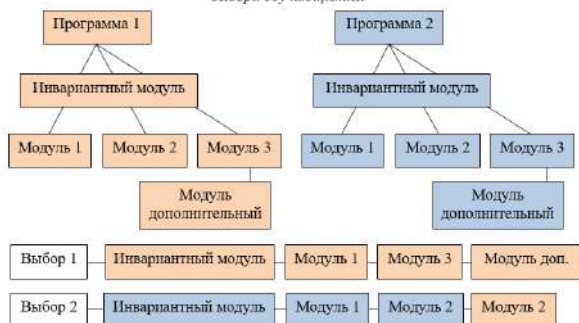 выбора обучающимся
Программа 1 Программа 2
Инвариантный модуль Инвариантный модуль
Модуль 1 Модуль 2 Модуль 3 Модуль 1 Модуль 2 Модуль 3
Модуль Модуль
дополнительный дополнительный
Выбор 1 Инвариантный модуль Модуль 1 Модуль 3 Модуль доп.
Выбор 2 Инвариантный модуль Модуль 1 Модуль 2 Модуль 2